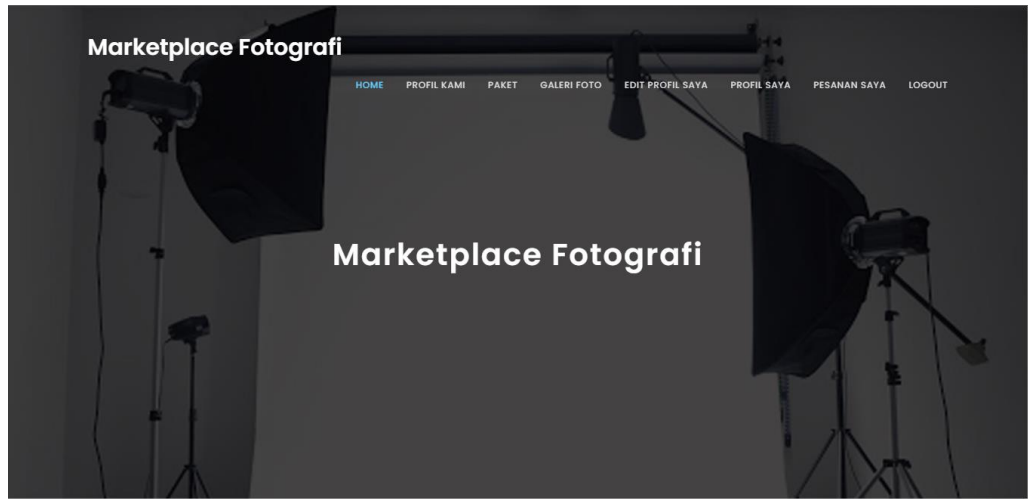 Marketplace Fotografi
HOME PROFIL KAMI PAKET GALERI FOTO EDIT PROFIL SAYA PROFIL SAYA PESANAN SAYA LOGOUT
Marketplace Fotografi